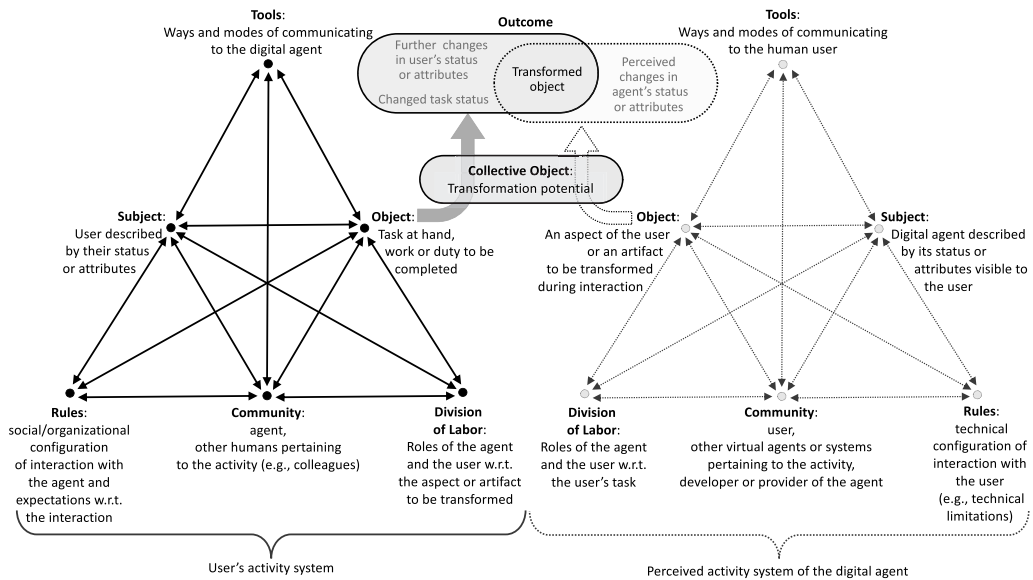 Tools:
Ways and modes of communicating
to the digital agent
Outcome
Further changes
in user's status
or attributes
Changed task status
Transformed
object
Perceived
changes in
agent's status
or attributes
Tools:
Ways and modes of communicating
to the human user
Collective Object:
Transformation potential
Subject:
User described
by their status
or attributes
Object:
Task at hand,
work or duty to be
completed
Object:
An aspect of the user
or an artifact
to be transformed
during interaction
Subject:
Digital agent described
by its status or
attributes visible to
the user
Rules:
social/organizational
configuration
of interaction with
the agent and
expectations w.r.t.
the interaction
Community:
agent,
other humans pertaining
to the activity (e.g., colleagues)
Division
of Labor:
Roles of the agent
and the user w.r.t.
the aspect or artifact
to be transformed
Division
of Labor:
Roles of the agent
and the user w.r.t.
the user's task
Community:
user,
other virtual agents or systems
pertaining to the activity,
developer or provider of the agent
Rules:
technical
configuration of
interaction with
the user
(e.g., technical
limitations)
User's activity system
Perceived activity system of the digital agent